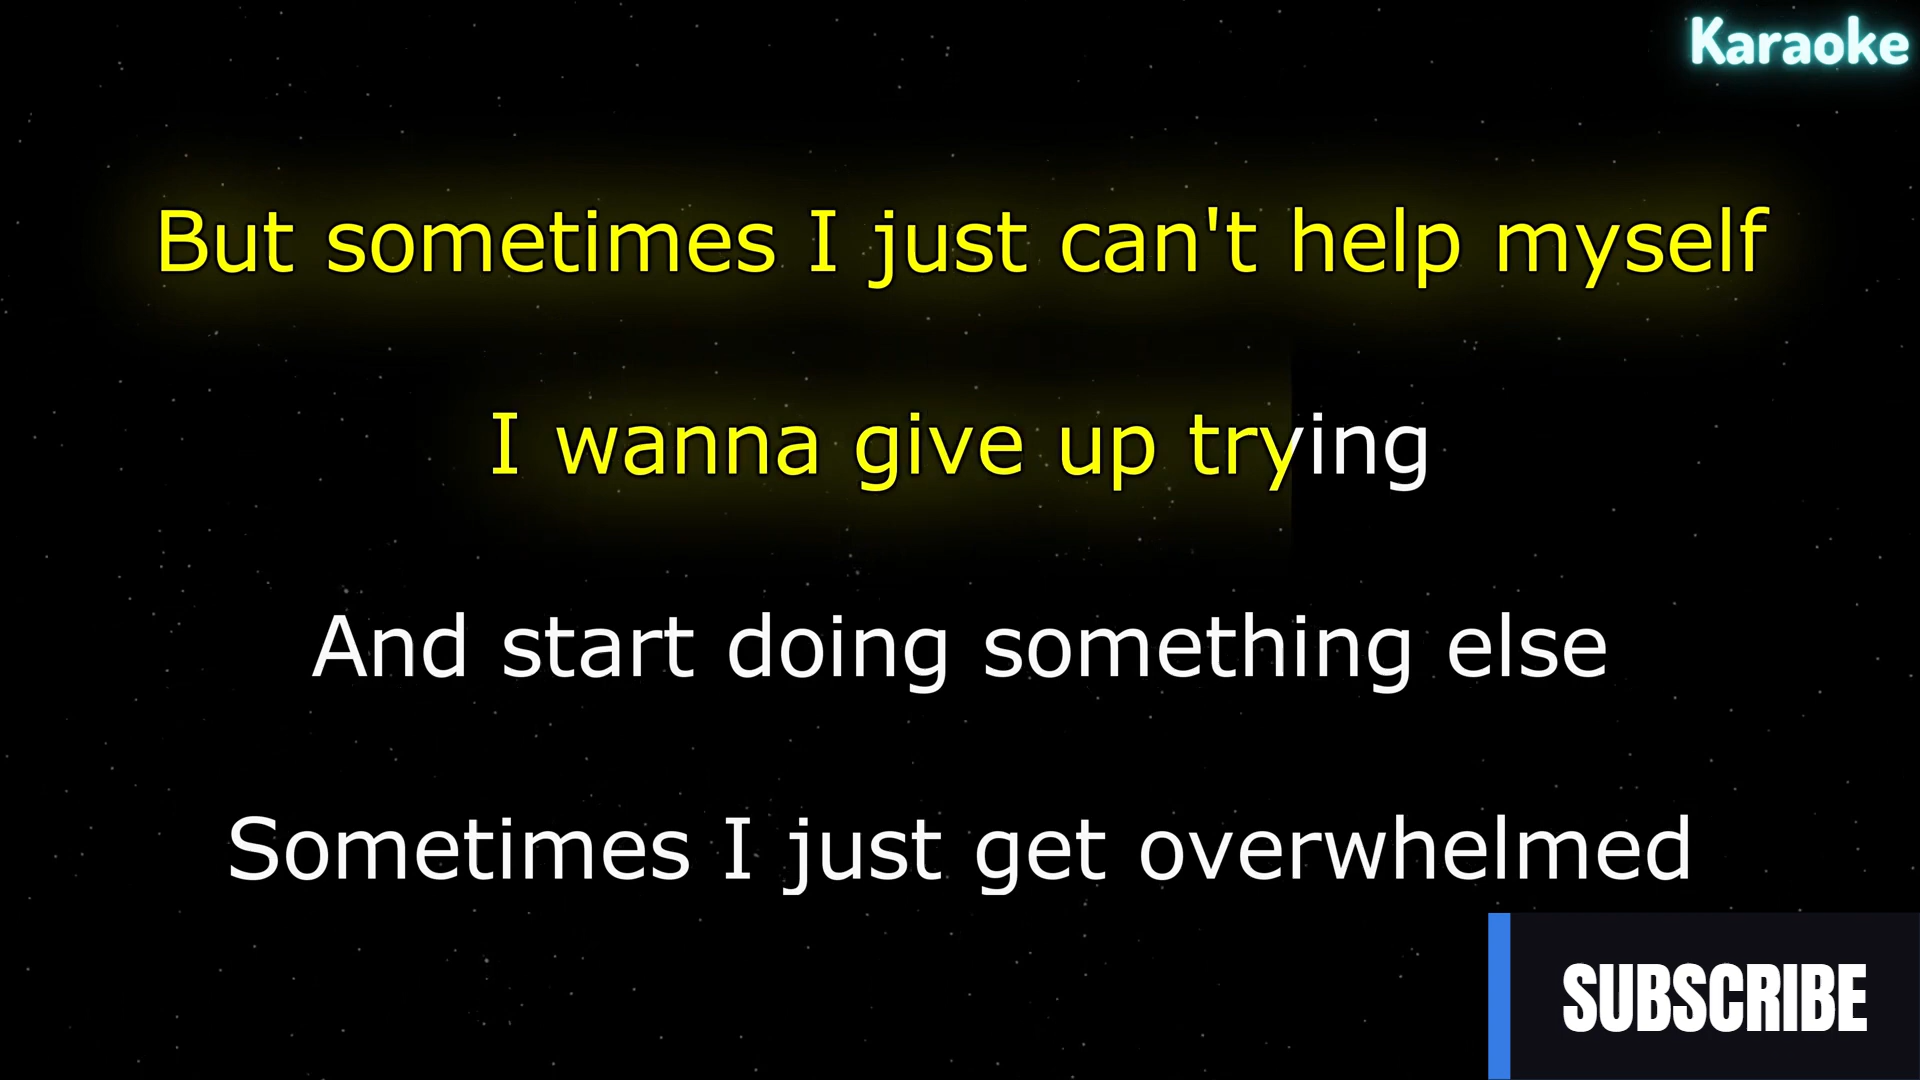 Karaoke
But sometimes I just can't help myself
I wanna give up trying
And start doing something else
Sometimes I just get overwhelmed
SUBSCRIBE